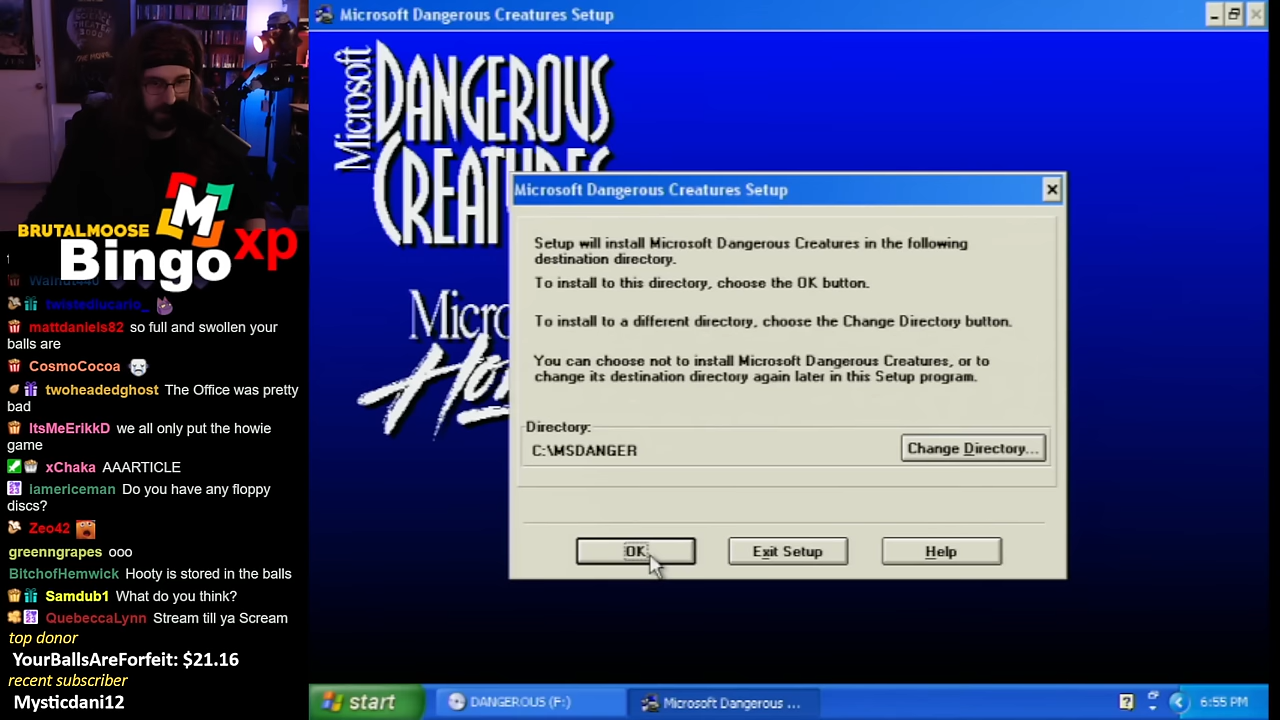 Microsoft Dangerous Creatures Setup
Microsoft
DANGEROUS
Microsoft Dangerous Creatures Setup
Setup will install Microsoft Dangerous Creatures in the following
destination directory.
To install to this directory, choose the OK button.
To install to a different directory, choose the Change Directory button.
You can choose not to install Microsoft Dangerous Creatures, or to
change its destination directory again later in this Setup program.
Directory:
C:\MSDANGER
Change Directory...
OK
Exit Setup
Help
BRUTALMOOSE
M
Bingo xp
twistedlucario_
mattdaniels82 so full and swollen your
balls are
CosmoCocoa
twoheadedghost The Office was pretty
bad
ItsMeErikkD we all only put the howie
game
xChaka AAARTICLE
Iamericeman Do you have any floppy
discs?
Zeo42
greenngrapes ooo
BitchofHemwick Hooty is stored in the balls
Samdub1 What do you think?
QuebeccaLynn Stream till ya Scream
top donor
YourBallsAreForfeit: $21.16
recent subscriber
Mysticdani12
start
DANGEROUS (F:)
Microsoft Dangerous ...
6:55 PM